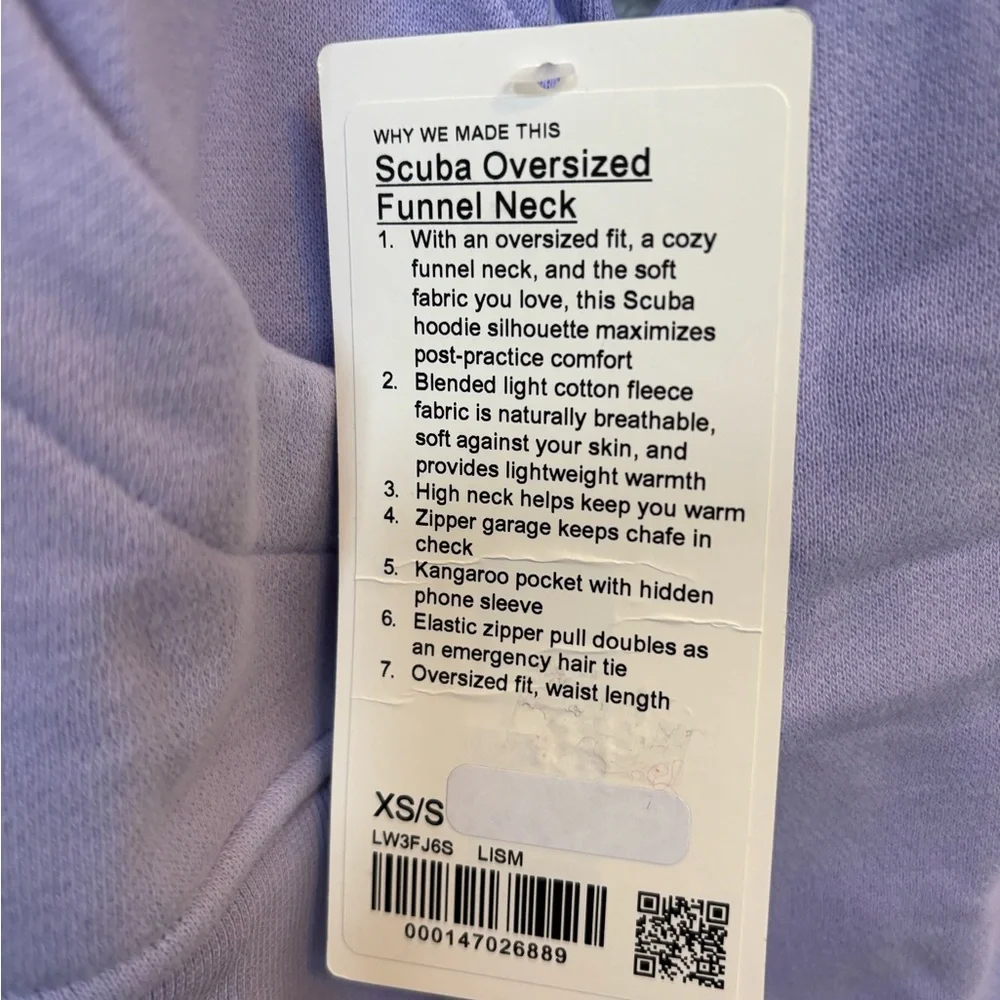 WHY WE MADE THIS
Scuba Oversized
Funnel Neck
1. With an oversized fit, a cozy
funnel neck, and the soft
fabric you love, this Scuba
hoodie silhouette maximizes
post-practice comfort
2. Blended light cotton fleece
fabric is naturally breathable,
soft against your skin, and
provides lightweight warmth
3. High neck helps keep you warm
4. Zipper garage keeps chafe in
check
5. Kangaroo pocket with hidden
phone sleeve
6. Elastic zipper pull doubles as
an emergency hair tie
7. Oversized fit, waist length
XS/S
LW3FJ6S LISM
000147026889